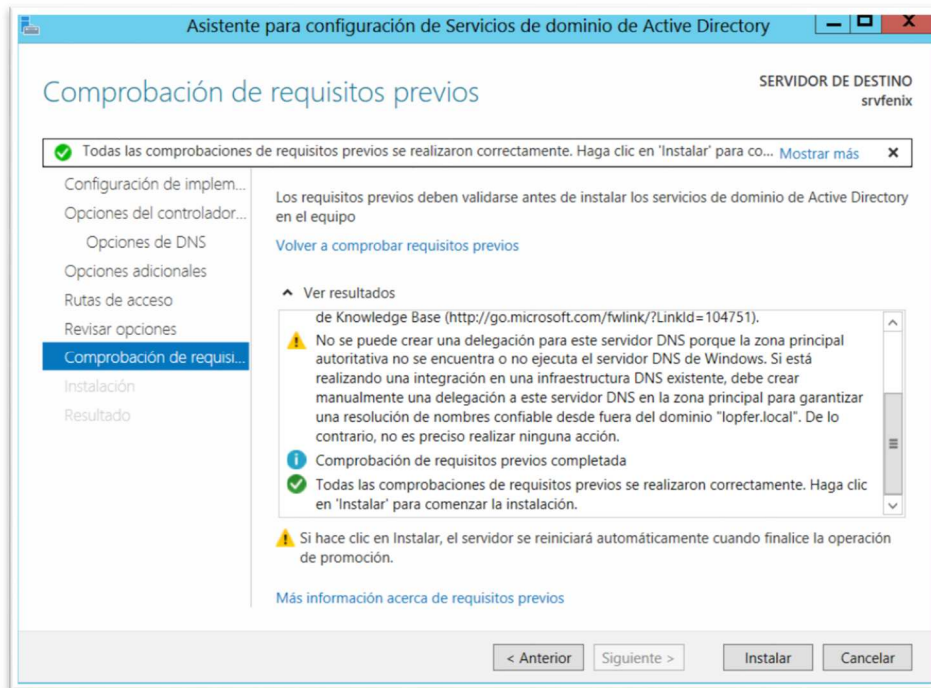 Asistente para configuración de Servicios de dominio de Active Directory
Comprobación de requisitos previos
SERVIDOR DE DESTINO
srvfenix
Todas las comprobaciones de requisitos previos se realizaron correctamente. Haga clic en 'Instalar' para co... Mostrar más
Configuración de implem...
Opciones del controlador...
Opciones de DNS
Opciones adicionales
Rutas de acceso
Revisar opciones
Comprobación de requisi...
Instalación
Resultado
Los requisitos previos deben validarse antes de instalar los servicios de dominio de Active Directory
en el equipo
Volver a comprobar requisitos previos
Ver resultados
de Knowledge Base (http://go.microsoft.com/fwlink/?LinkId=104751).
No se puede crear una delegación para este servidor DNS porque la zona principal
autoritativa no se encuentra o no ejecuta el servidor DNS de Windows. Si está
realizando una integración en una infraestructura DNS existente, debe crear
manualmente una delegación a este servidor DNS en la zona principal para garantizar
una resolución de nombres confiable desde fuera del dominio "lopfer.local". De lo
contrario, no es preciso realizar ninguna acción.
Comprobación de requisitos previos completada
Todas las comprobaciones de requisitos previos se realizaron correctamente. Haga clic
en 'Instalar' para comenzar la instalación.
Si hace clic en Instalar, el servidor se reiniciará automáticamente cuando finalice la operación
de promoción.
Más información acerca de requisitos previos
< Anterior
Siguiente >
Instalar
Cancelar